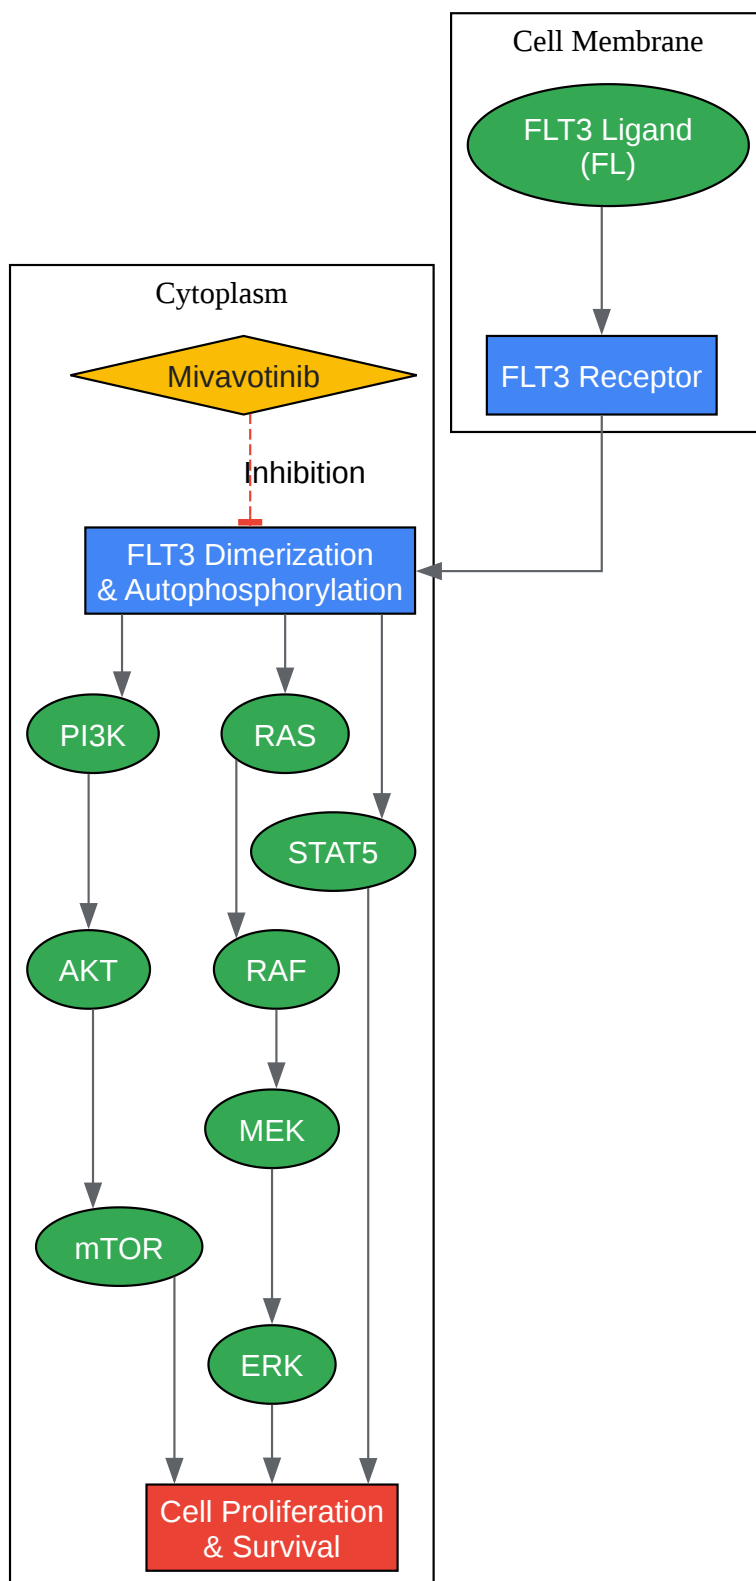 Cell Membrane
FLT3 Ligand
(FL)
FLT3 Receptor
Cytoplasm
Mivavotinib
Inhibition
FLT3 Dimerization
& Autophosphorylation
PI3K
RAS
STAT5
AKT
RAF
MEK
mTOR
ERK
Cell Proliferation
& Survival